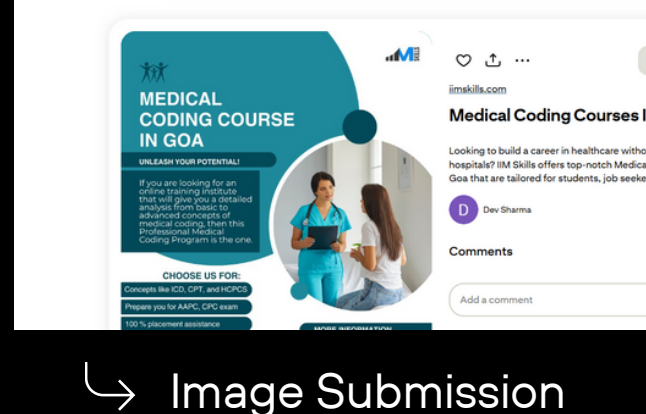 IIM SKILLS
MEDICAL
CODING COURSE
IN GOA
UNLEASH YOUR POTENTIAL!
If you are looking for an
online training institute
that will give you a detailed
analysis from basic to
advanced concepts of
medical coding, then this
Professional Medical
Coding Program is the one.
CHOOSE US FOR:
Concepts like ICD, CPT, and HCPCS
Prepare you for AAPC, CPC exam
100 % placement assistance
MORE INFORMATION
iimskills.com
Medical Coding Courses I
Looking to build a career in healthcare witho
hospitals? IIM Skills offers top-notch Medica
Goa that are tailored for students, job seeke
D
Dev Sharma
Comments
Add a comment
Image Submission